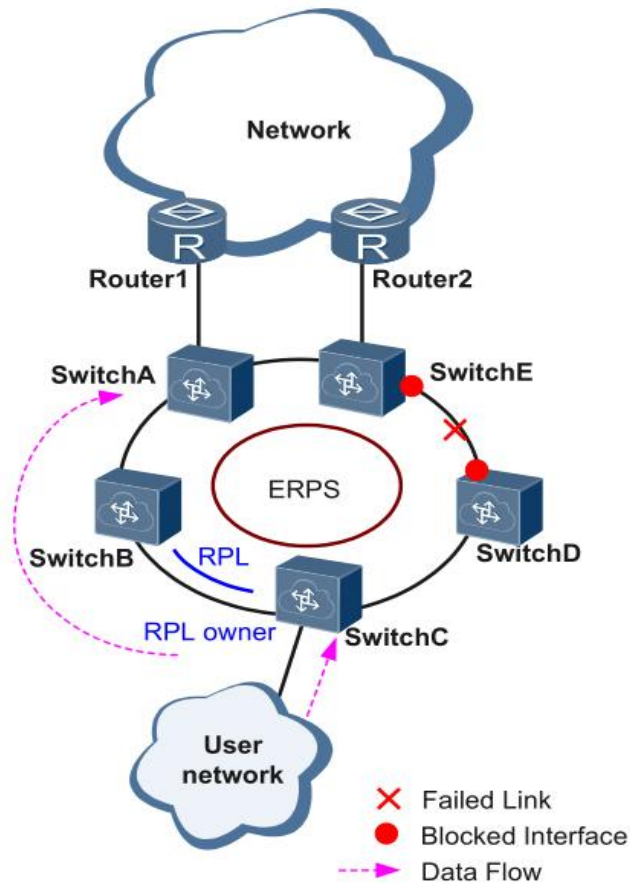 Network
R
R
Router1
Router2
SwitchA
SwitchE
ERPS
SwitchB
RPL
SwitchD
RPL owner
SwitchC
User
network
Failed Link
Blocked Interface
Data Flow